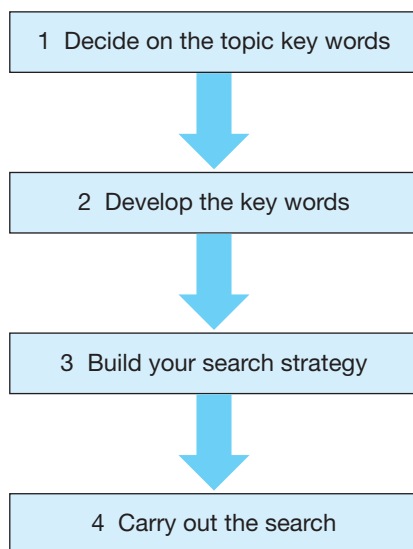 1 Decide on the topic key words
2 Develop the key words
3 Build your search strategy
4 Carry out the search